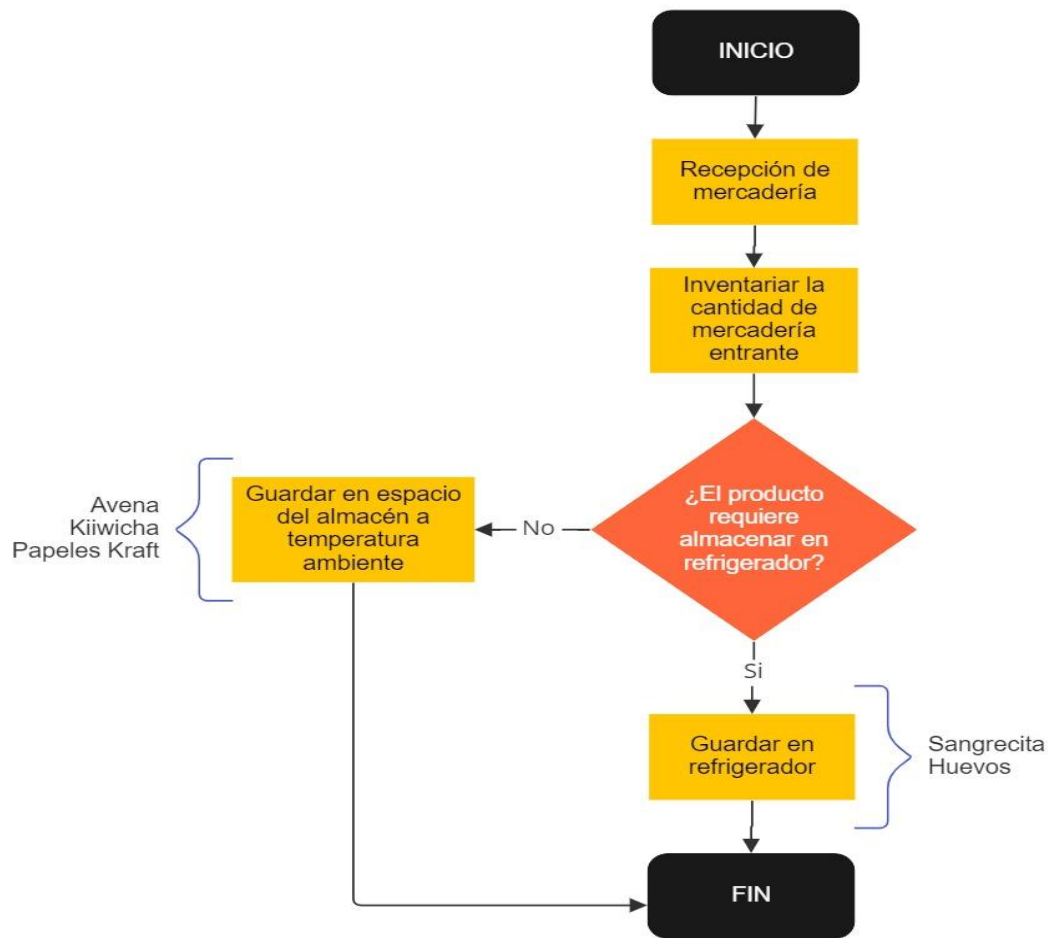 INICIO
Recepción de
mercadería
Inventariar la
cantidad de
mercadería
entrante
¿El producto
requiere
almacenar en
refrigerador?
No
Guardar en espacio
del almacén a
temperatura
ambiente
Avena
Kiiwicha
Papeles Kraft
Si
Guardar en
refrigerador
Sangrecita
Huevos
FIN